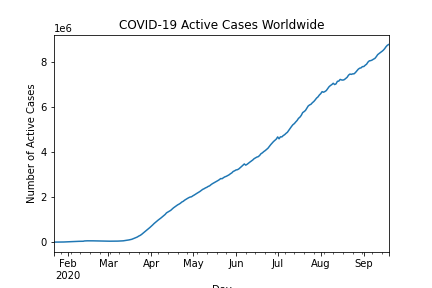 COVID-19 Active Cases Worldwide
1e6
8
6
4
2
0
Number of Active Cases
Feb Mar Apr May Jun Jul Aug Sep
2020